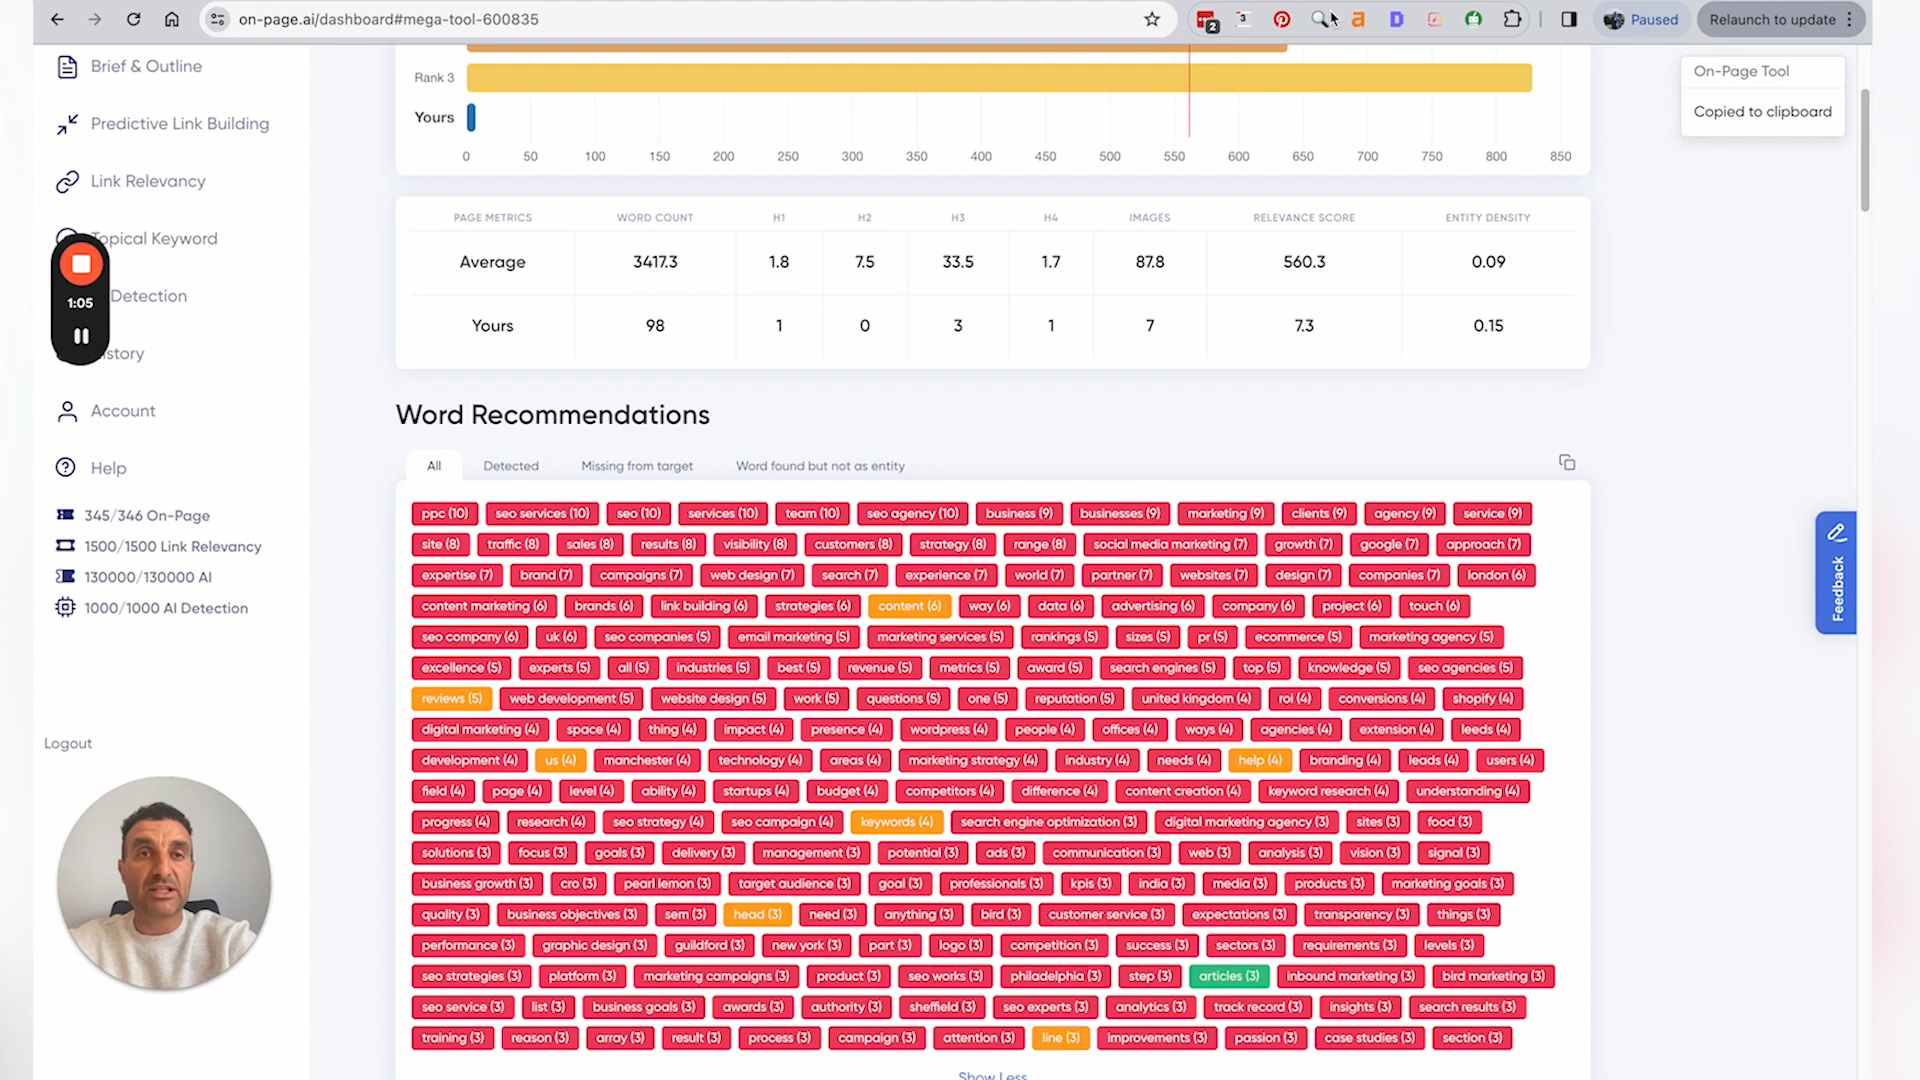 on-page.ai/dashboard#mega-tool-600835
2
3
a
D
Paused
Relaunch to update
Brief & Outline
Predictive Link Building
Link Relevancy
Topical Keyword
Detection
1:05
Account
Help
345/346 On-Page
1500/1500 Link Relevancy
130000/130000 AI
1000/1000 AI Detection
Logout
Rank 3
Yours
0 50 100 150 200 250 300 350 400 450 500 550 600 650 700 750 800 850
PAGE METRICS WORD COUNT H1 H2 H3 H4 IMAGES RELEVANCE SCORE ENTITY DENSITY
Average 3417.3 1.8 7.5 33.5 1.7 87.8 560.3 0.09
Yours 98 1 0 3 1 7 7.3 0.15
Word Recommendations
All Detected Missing from target Word found but not as entity
ppc (10) seo services (10) seo (10) services (10) team (10) seo agency (10) business (9) businesses (9) marketing (9) clients (9) agency (9) service (9)
site (8) traffic (8) sales (8) results (8) visibility (8) customers (8) strategy (8) range (8) social media marketing (7) growth (7) google (7) approach (7)
expertise (7) brand (7) campaigns (7) web design (7) search (7) experience (7) world (7) partner (7) websites (7) design (7) companies (7) london (6)
content marketing (6) brands (6) link building (6) strategies (6) content (6) way (6) data (6) advertising (6) company (6) project (6) touch (6)
seo company (6) uk (6) seo companies (5) email marketing (5) marketing services (5) rankings (5) sizes (5) pr (5) ecommerce (5) marketing agency (5)
excellence (5) experts (5) all (5) industries (5) best (5) revenue (5) metrics (5) award (5) search engines (5) top (5) knowledge (5) seo agencies (5)
reviews (5) web development (5) website design (5) work (5) questions (5) one (5) reputation (5) united kingdom (4) roi (4) conversions (4) shopify (4)
digital marketing (4) space (4) thing (4) impact (4) presence (4) wordpress (4) people (4) offices (4) ways (4) agencies (4) extension (4) leeds (4)
development (4) us (4) manchester (4) technology (4) areas (4) marketing strategy (4) industry (4) needs (4) help (4) branding (4) leads (4) users (4)
field (4) page (4) level (4) ability (4) startups (4) budget (4) competitors (4) difference (4) content creation (4) keyword research (4) understanding (4)
progress (4) research (4) seo strategy (4) seo campaign (4) keywords (4) search engine optimization (3) digital marketing agency (3) sites (3) food (3)
solutions (3) focus (3) goals (3) delivery (3) management (3) potential (3) ads (3) communication (3) web (3) analysis (3) vision (3) signal (3)
business growth (3) cro (3) pearl lemon (3) target audience (3) goal (3) professionals (3) kpis (3) india (3) media (3) products (3) marketing goals (3)
quality (3) business objectives (3) sem (3) head (3) need (3) anything (3) bird (3) customer service (3) expectations (3) transparency (3) things (3)
performance (3) graphic design (3) guildford (3) new york (3) part (3) logo (3) competition (3) success (3) sectors (3) requirements (3) levels (3)
seo strategies (3) platform (3) marketing campaigns (3) product (3) seo works (3) philadelphia (3) step (3) articles (3) inbound marketing (3) bird marketing (3)
seo service (3) list (3) business goals (3) awards (3) authority (3) sheffield (3) seo experts (3) analytics (3) track record (3) insights (3) search results (3)
training (3) reason (3) array (3) result (3) process (3) campaign (3) attention (3) line (3) improvements (3) passion (3) case studies (3) section (3)
Show Less
On-Page Tool
Copied to clipboard
Feedback